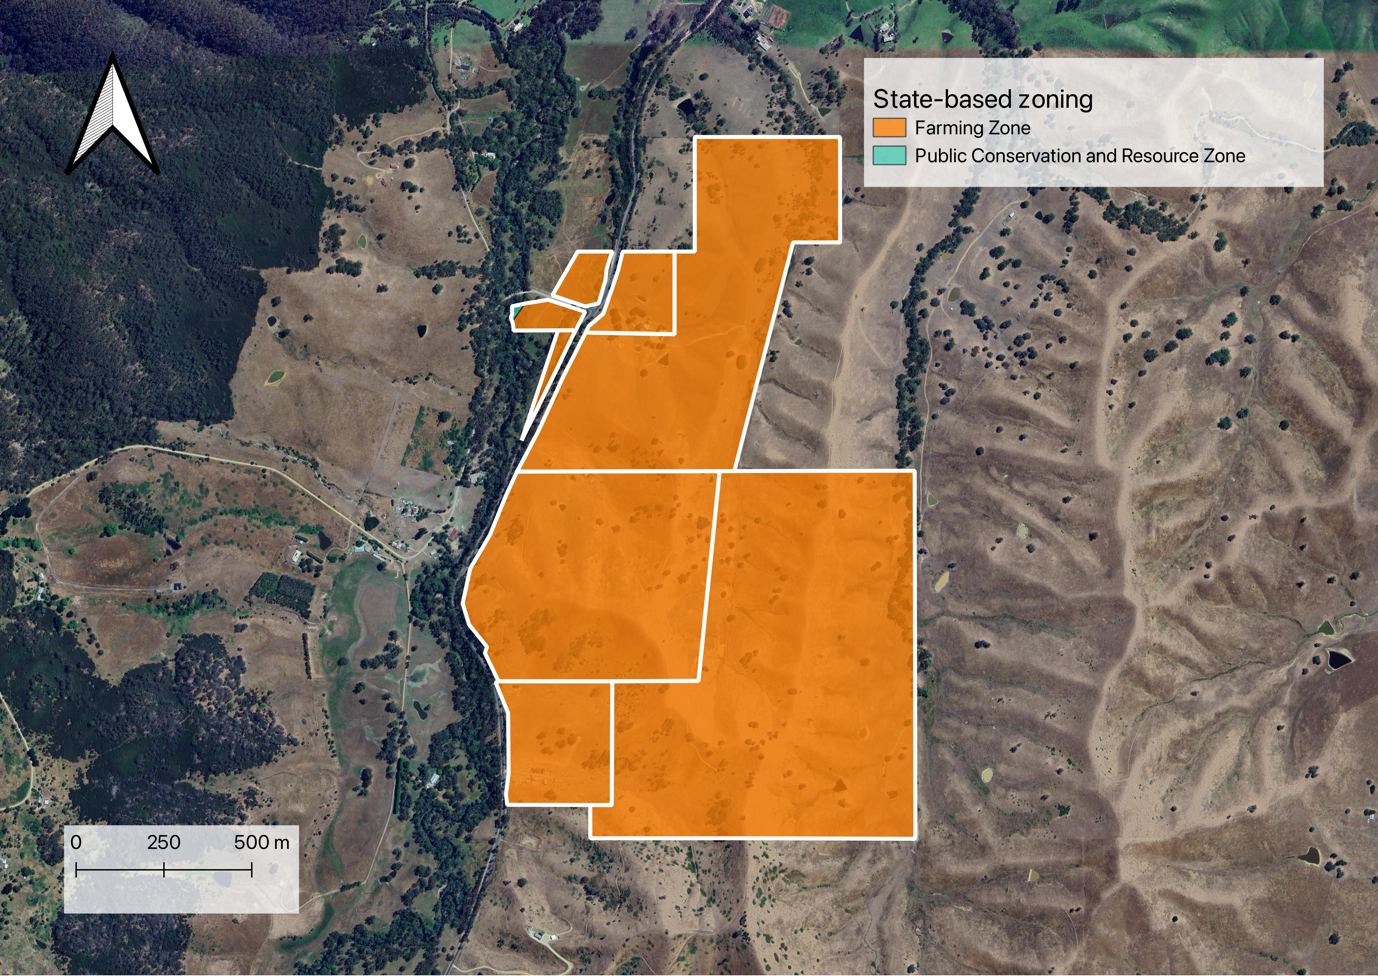 State-based zoning
Farming Zone
Public Conservation and Resource Zone
0 250 500 m